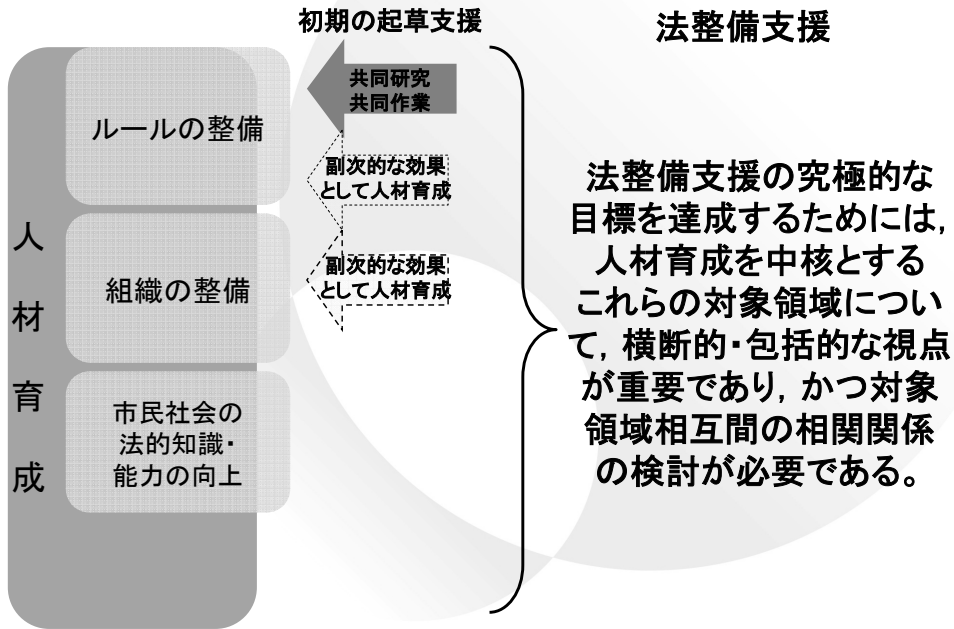 初期の起草支援
法整備支援
人材育成
ルールの整備
共同研究
共同作業
副次的な効果
として人材育成
組織の整備
副次的な効果
として人材育成
市民社会の
法的知識・
能力の向上
法整備支援の究極的な
目標を達成するためには,
人材育成を中核とする
これらの対象領域につい
て, 横断的・包括的な視点
が重要であり, かつ対象
領域相互間の相関関係
の検討が必要である。